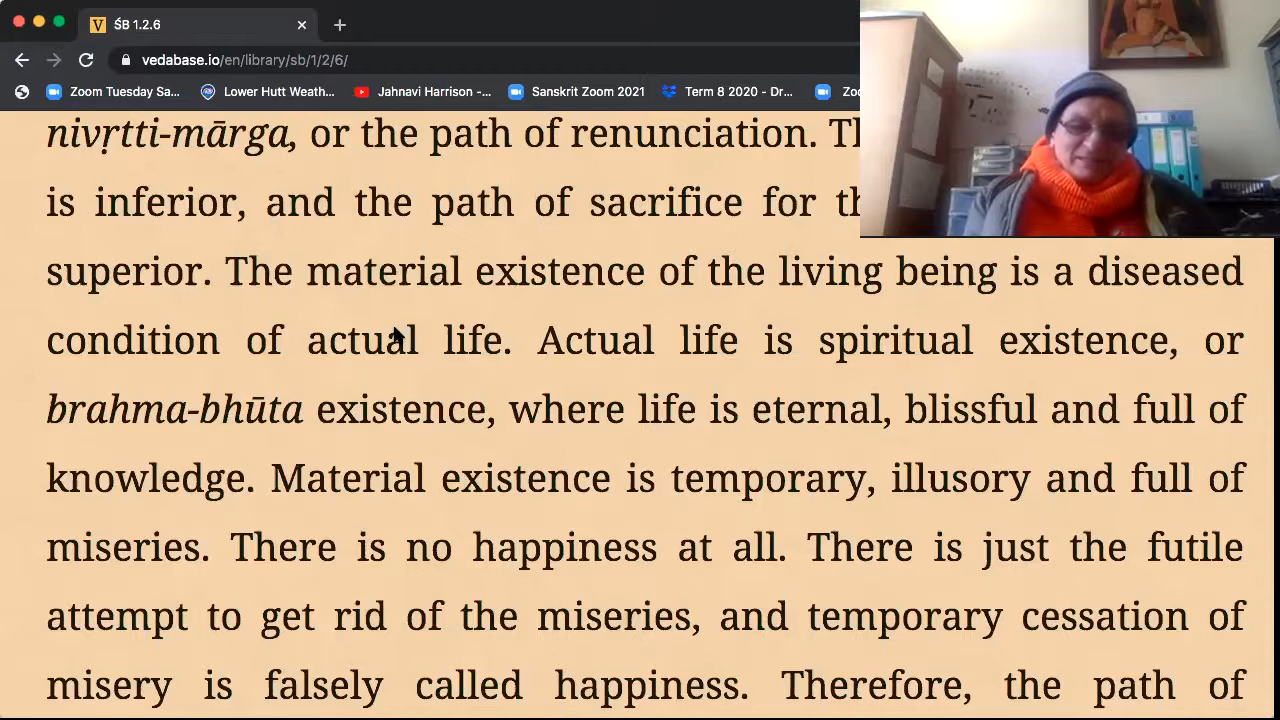 ŚB 1.2.6
vedabase.io/en/library/sb/1/2/6/
Zoom Tuesday Sa... Lower Hutt Weath... Jahnavi Harrison -... Sanskrit Zoom 2021 Term 8 2020 - Dr... Zo
nivṛtti-mārga, or the path of renunciation. Th
is inferior, and the path of sacrifice for th
superior. The material existence of the living being is a diseased
condition of actual life. Actual life is spiritual existence, or
brahma-bhūta existence, where life is eternal, blissful and full of
knowledge. Material existence is temporary, illusory and full of
miseries. There is no happiness at all. There is just the futile
attempt to get rid of the miseries, and temporary cessation of
misery is falsely called happiness. Therefore, the path of